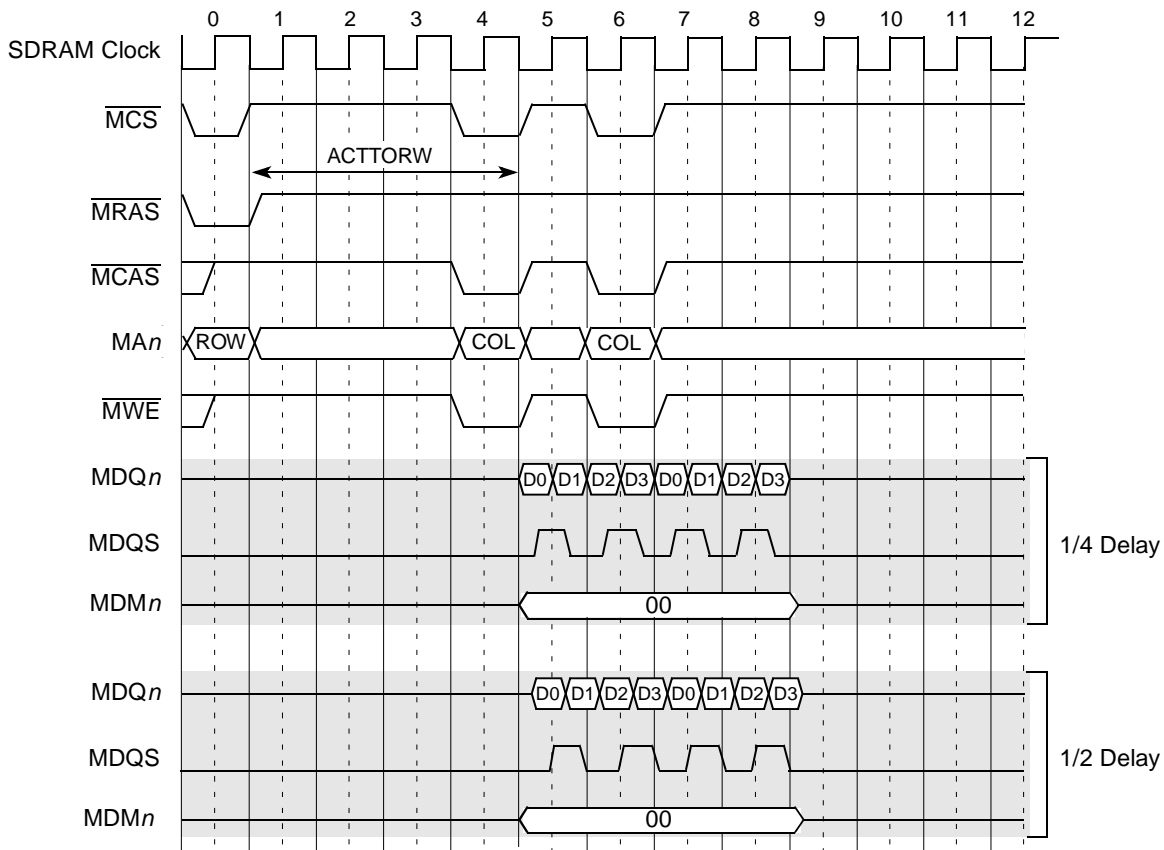 0 1 2 3 4 5 6 7 8 9 10 11 12
SDRAM Clock
MCS
ACTTORW
MRAS
MCAS
MAn ROW COL COL
MWE
MDQn D0 D1 D2 D3 D0 D1 D2 D3
MDQS 1/4 Delay
MDMn 00
MDQn D0 D1 D2 D3 D0 D1 D2 D3
MDQS 1/2 Delay
MDMn 00